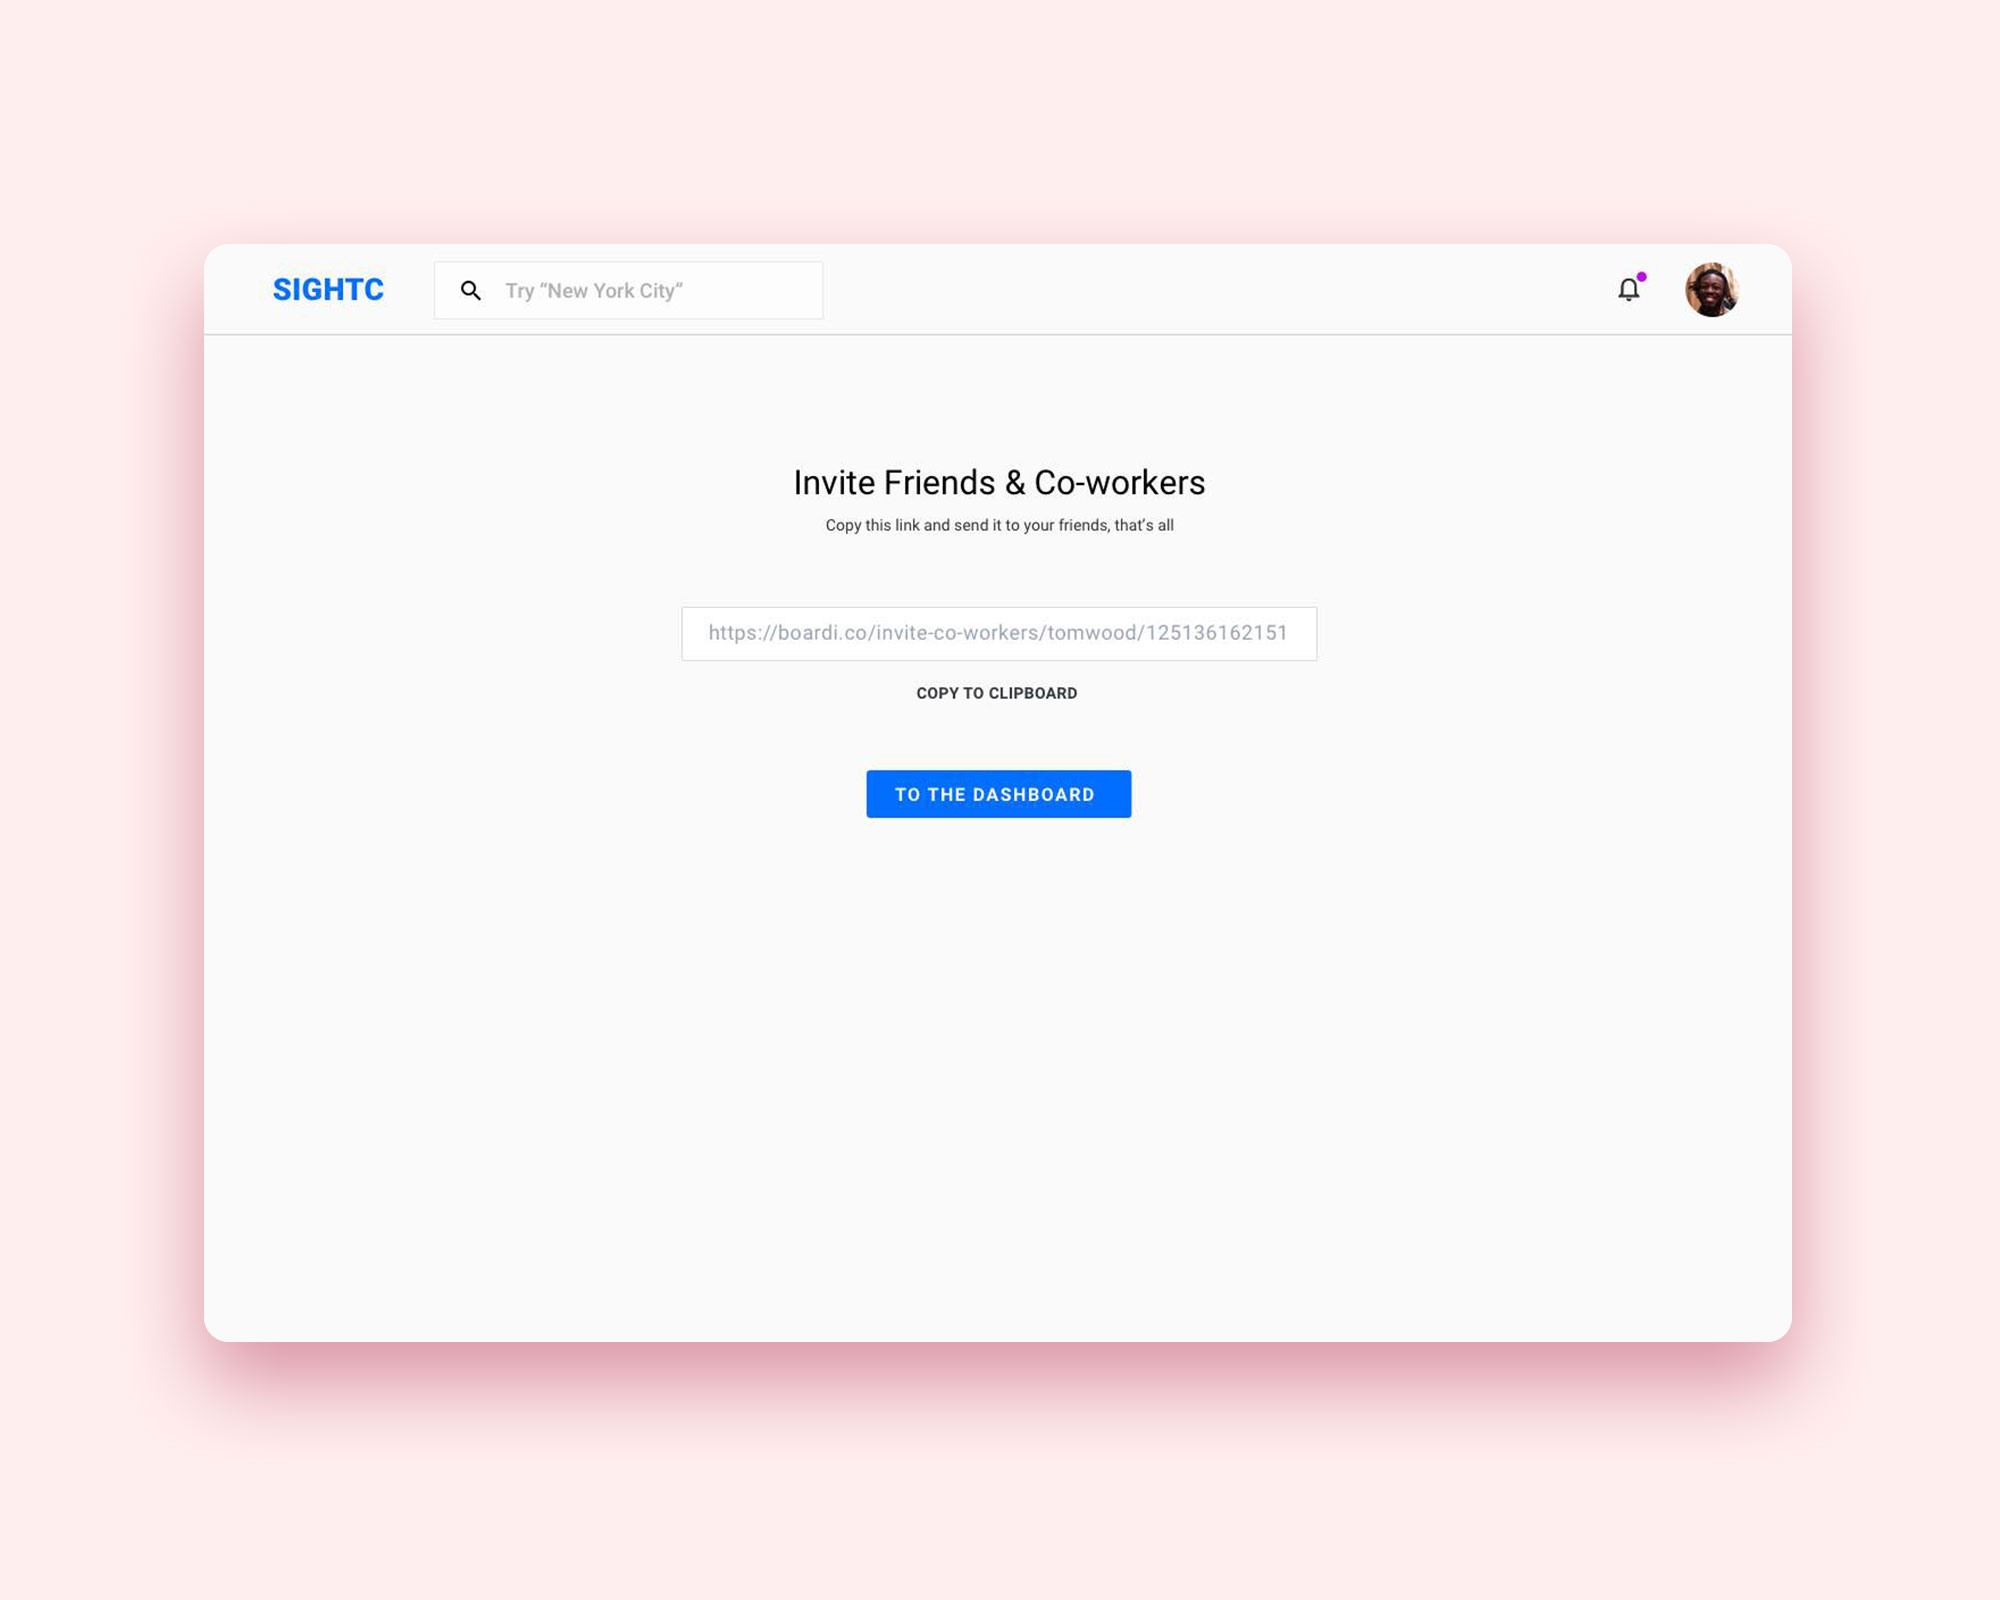 SIGHTC
Try “New York City”
Invite Friends & Co-workers
Copy this link and send it to your friends, that’s all
https://boardi.co/invite-co-workers/tomwood/125136162151
COPY TO CLIPBOARD
TO THE DASHBOARD